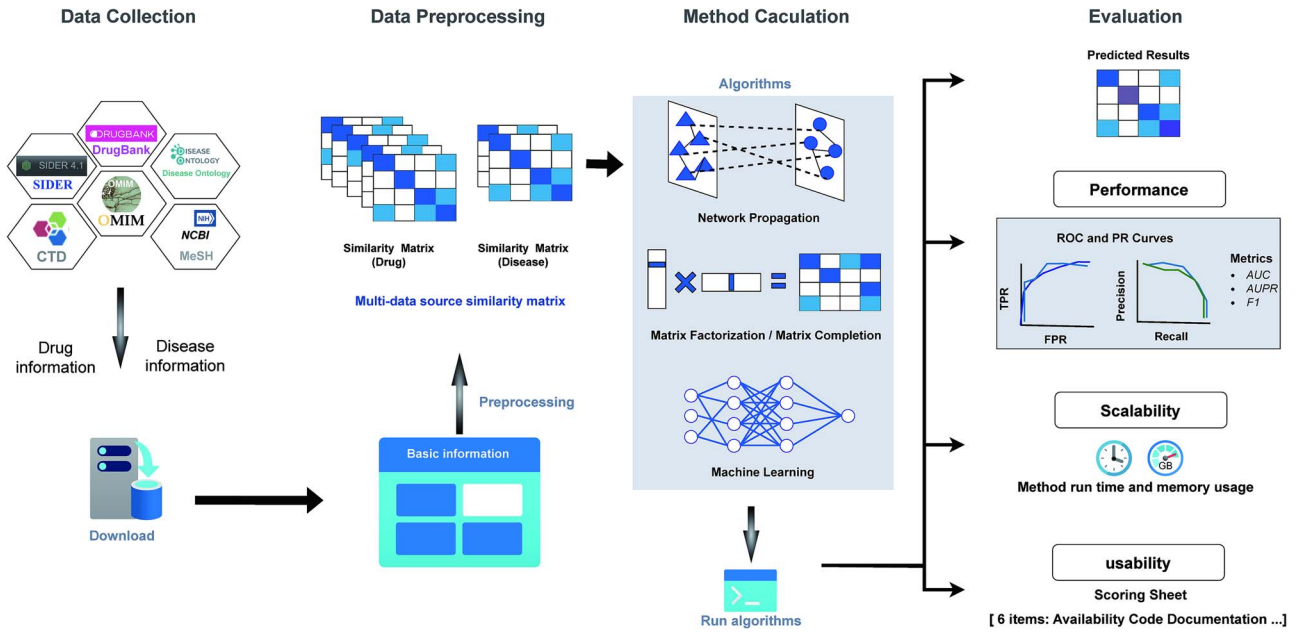 Data Collection
Data Preprocessing
Method Caculation
Evaluation
DRUGBANK
DrugBank
SIDER 4.1
SIDER
DISEASE
ONTOLOGY
Disease Ontology
OMIM
OMIM
CTD
NIH
NCBI
MeSH
Drug
information
Disease
information
Download
Similarity Matrix
(Drug)
Similarity Matrix
(Disease)
Multi-data source similarity matrix
Preprocessing
Basic information
Algorithms
Network Propagation
Matrix Factorization / Matrix Completion
Machine Learning
Run algorithms
Predicted Results
Performance
ROC and PR Curves
TPR
FPR
Precision
Recall
Metrics
• AUC
• AUPR
• F1
Scalability
GB
Method run time and memory usage
usability
Scoring Sheet
[ 6 items: Availability Code Documentation ...]